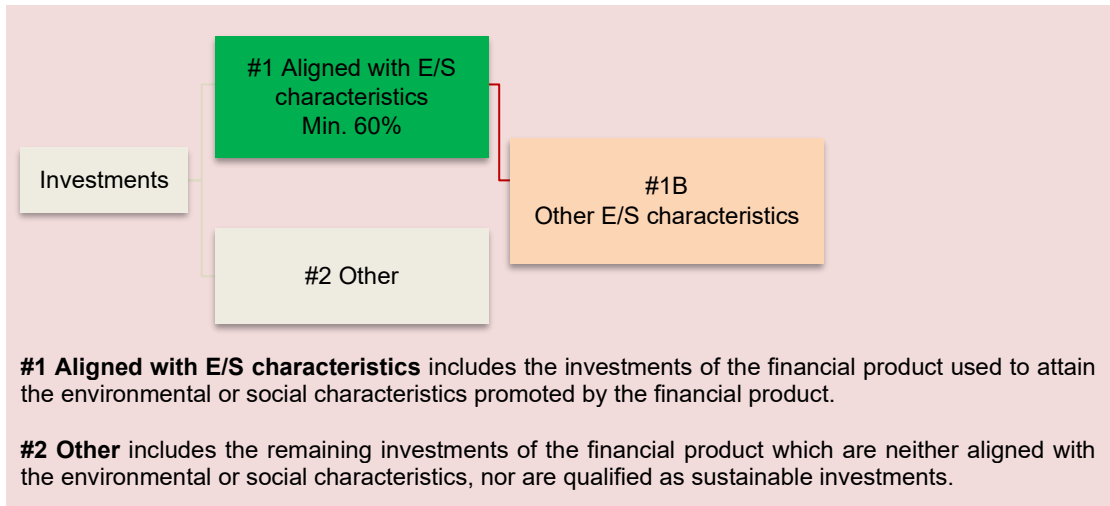 #1 Aligned with E/S
characteristics
Min. 60%
Investments
#1B
Other E/S characteristics
#2 Other
#1 Aligned with E/S characteristics includes the investments of the financial product used to attain
the environmental or social characteristics promoted by the financial product.
#2 Other includes the remaining investments of the financial product which are neither aligned with
the environmental or social characteristics, nor are qualified as sustainable investments.